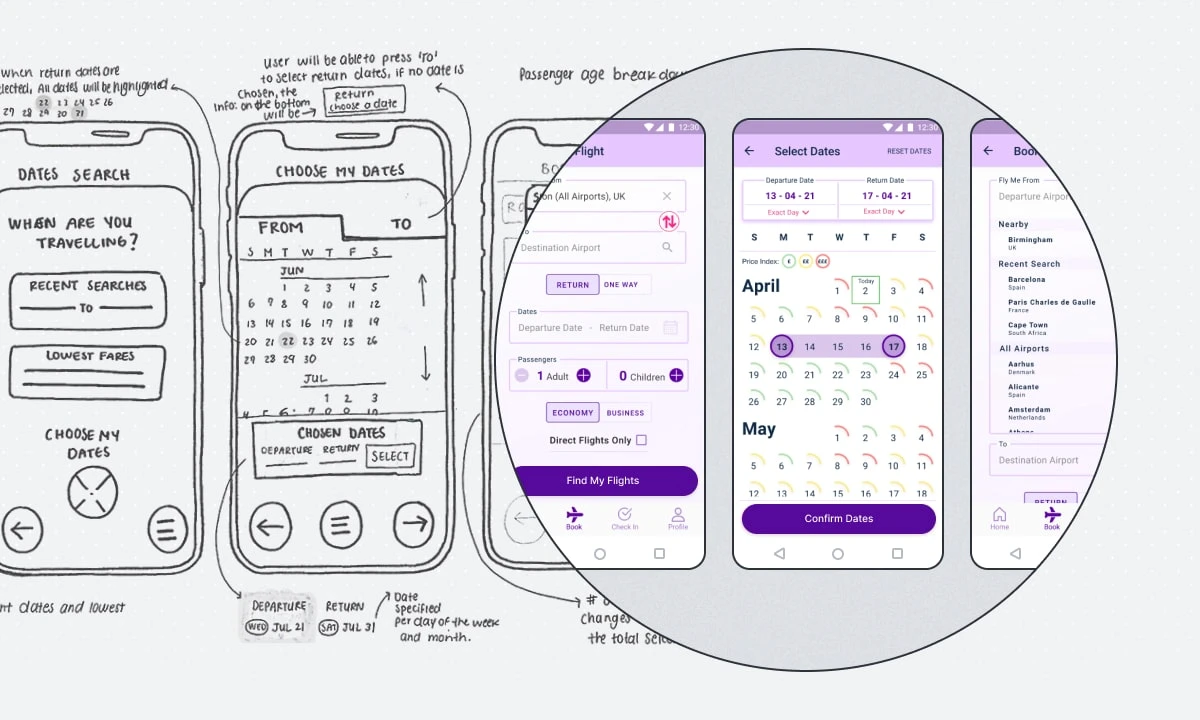 when return dates are
elected, All dates will be highlighted
22 23 24 25 26
27 28 29 30 31
DATES SEARCH
WHEN ARE YOU
TRAVELLING?
RECENT SEARCHES
TO
LOWEST FARES
CHOOSE MY
DATES
nt dates and lowest
user will be able to press 'To'
to select return dates, if no date is
Chosen, the
Info: on the bottom
will be
Return
choose a date
CHOOSE MY DATES
FROM
TO
S M T W T F S
JUN
1 2 3 4 5
6 7 8 9 10 11 12
13 14 15 16 17 18 19
20 21 22 23 24 25 26
27 28 29 30
JUL
1 2 3
CHOSEN DATES
DEPARTURE RETURN
SELECT
DEPARTURE
WED JUL 21
RETURN
SAT JUL 31
Date
specified
per day of the week
and month.
Passenger age break dow
BO
RO
#
Changes
the total sele
12:30
Flight
om
on (All Airports), UK
Destination Airport
RETURN
ONE WAY
Dates
Departure Date - Return Date
Passengers
1 Adult
0 Children
ECONOMY
BUSINESS
Direct Flights Only
Find My Flights
Book
Check In
Profile
12:30
Select Dates
RESET DATES
Departure Date
13 - 04 - 21
Exact Day
Return Date
17 - 04 - 21
Exact Day
S M T W T F S
Price Index: £ ££ £££
April
Today
1 2 3 4
5 6 7 8 9 10 11
12 13 14 15 16 17 18
19 20 21 22 23 24 25
26 27 28 29 30
May
1 2 3 4
5 6 7 8 9 10 11
12 13 14 15 16 17 18
Confirm Dates
Boo
Fly Me From
Departure Airpor
Nearby
Birmingham
UK
Recent Search
Barcelona
Spain
Paris Charles de Gaulle
France
Cape Town
South Africa
All Airports
Aarhus
Denmark
Alicante
Spain
Amsterdam
Netherlands
Athens
To
Destination Airport
RETURN
Home
Book